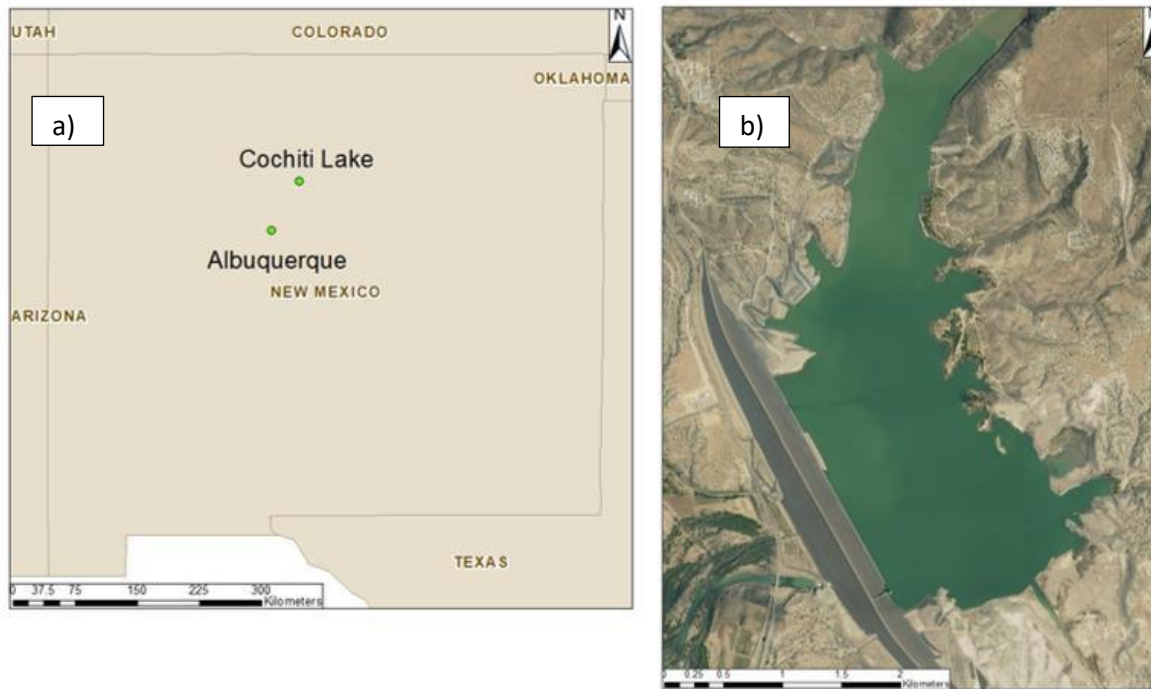 N
UTAH
COLORADO
OKLAHOMA
a)
Cochiti Lake
Albuquerque
NEW MEXICO
ARIZONA
TEXAS
0 37.5 75 150 225 300
Kilometers
N
b)
0 0.25 0.5 1 1.5 2
Kilometers